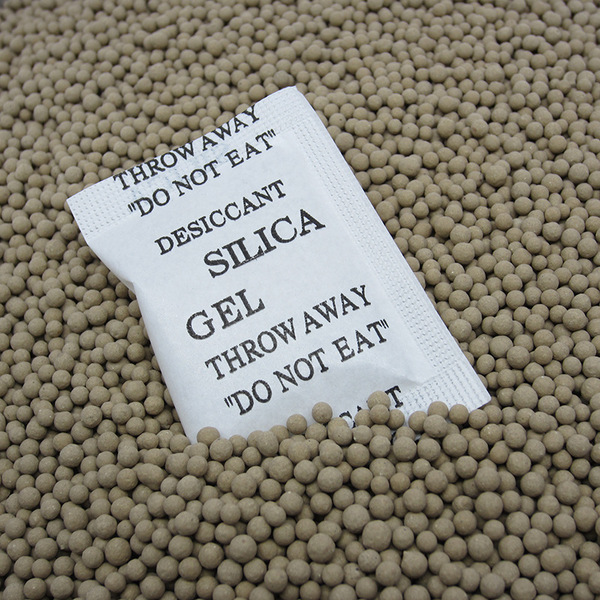 THROW AWAY
"DO NOT EAT"
DESICCANT
SILICA
GEL
THROW AWAY
"DO NOT EAT"